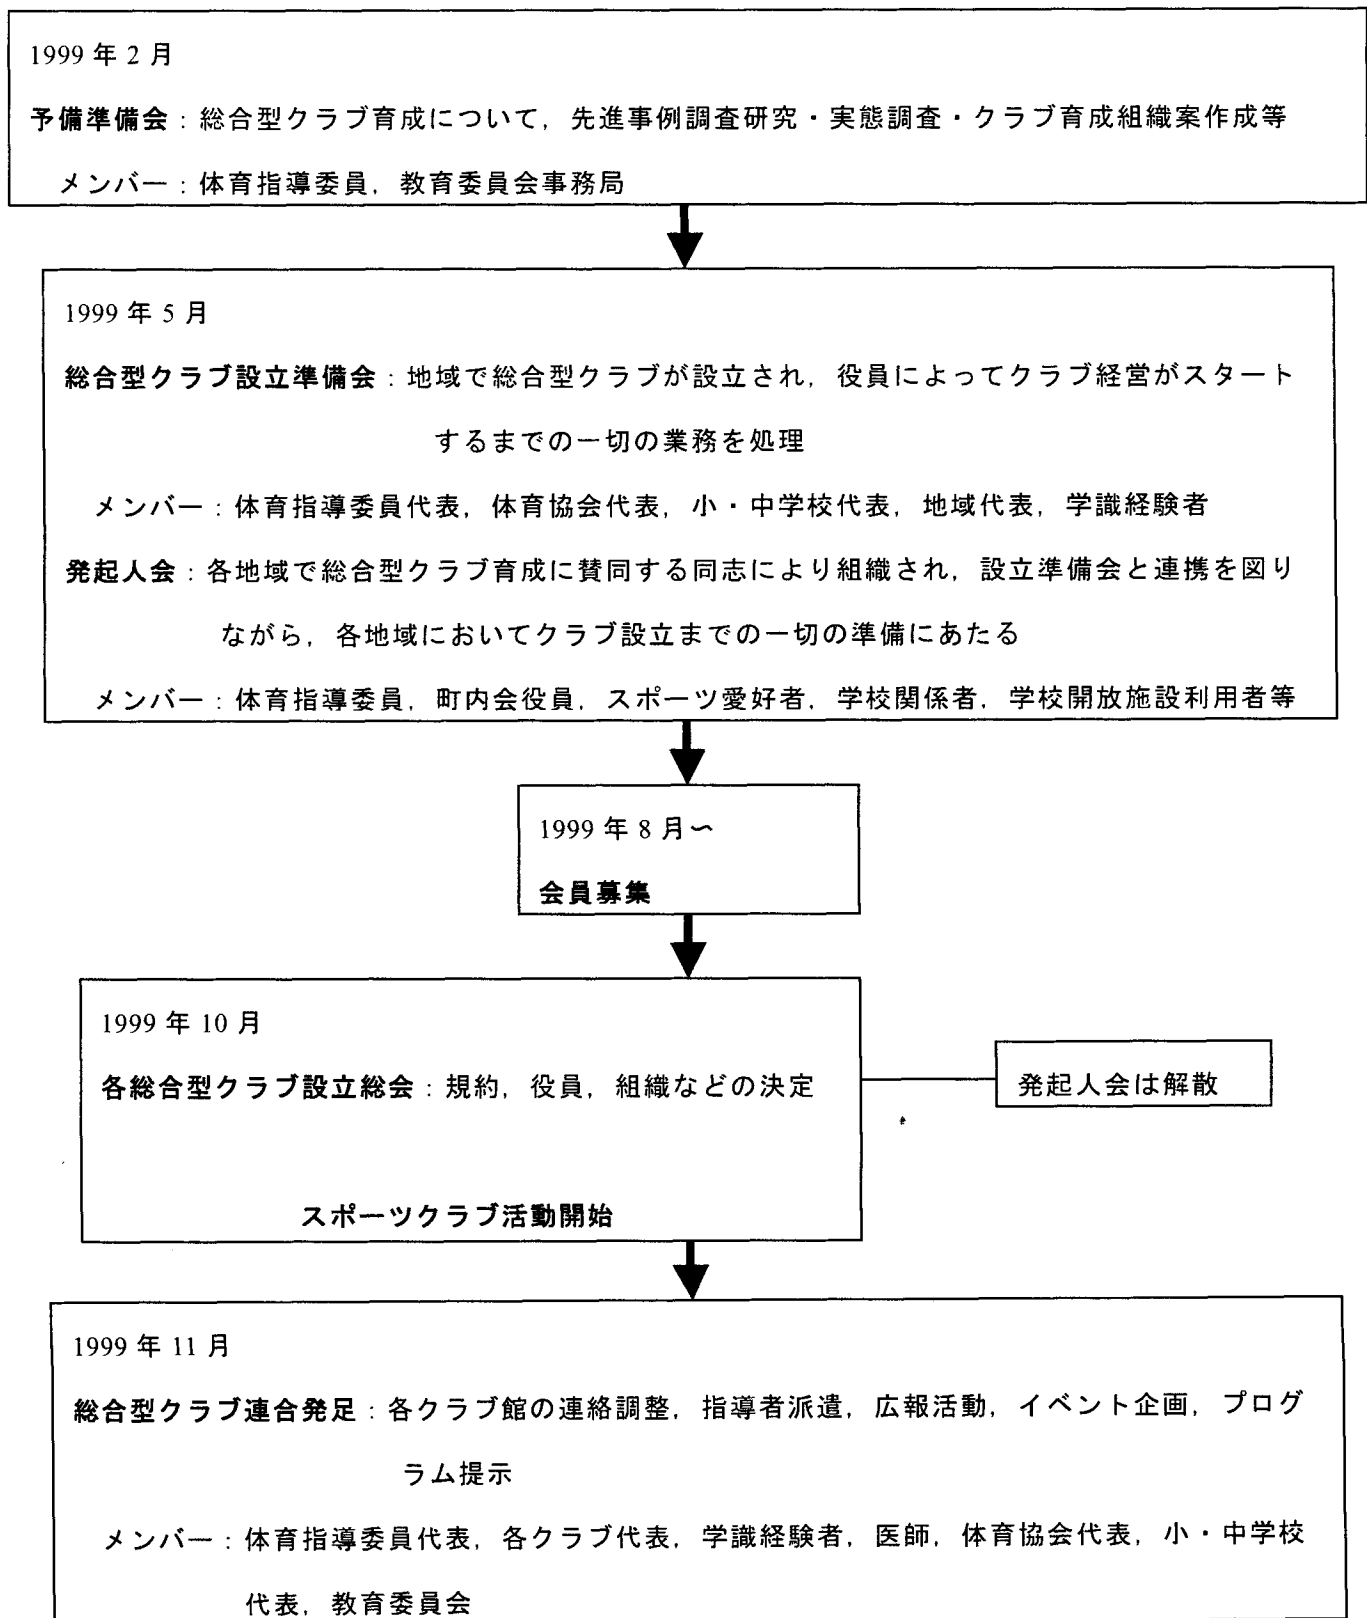 1999 年 2 月
予備準備会：総合型クラブ育成について，先進事例調査研究・実態調査・クラブ育成組織案作成等
メンバー：体育指導委員，教育委員会事務局
1999 年 5 月
総合型クラブ設立準備会：地域で総合型クラブが設立され，役員によってクラブ経営がスタート
するまでの一切の業務を処理
メンバー：体育指導委員代表，体育協会代表，小・中学校代表，地域代表，学識経験者
発起人会：各地域で総合型クラブ育成に賛同する同志により組織され，設立準備会と連携を図り
ながら，各地域においてクラブ設立までの一切の準備にあたる
メンバー：体育指導委員，町内会役員，スポーツ愛好者，学校関係者，学校開放施設利用者等
1999 年 8 月～
会員募集
1999 年 10 月
各総合型クラブ設立総会：規約，役員，組織などの決定
発起人会は解散
スポーツクラブ活動開始
1999 年 11 月
総合型クラブ連合発足：各クラブ館の連絡調整，指導者派遣，広報活動，イベント企画，プログ
ラム提示
メンバー：体育指導委員代表，各クラブ代表，学識経験者，医師，体育協会代表，小・中学校
代表，教育委員会